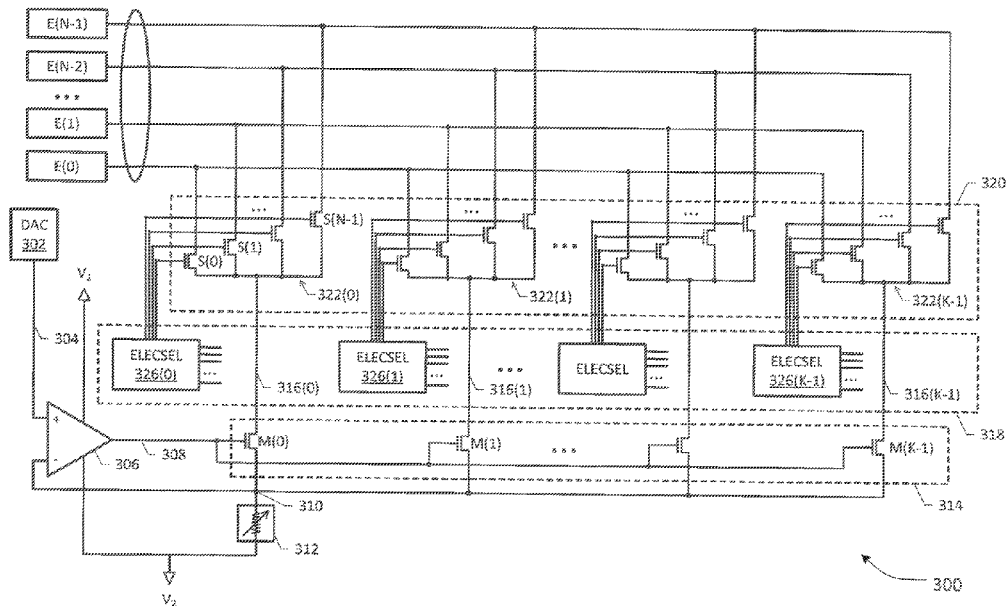 E(N-1)
E(N-2)
•••
E(1)
E(0)
320
DAC
302
S(N-1)
S(1)
S(0)
...
...
...
...
•••
322(0)
322(1)
322(K-1)
304
ELECSEL
326(0)
...
ELECSEL
326(1)
...
•••
ELECSEL
...
ELECSEL
326(K-1)
...
316(0)
316(1)
316(K-1)
318
+
-
306
308
M(0)
M(1)
•••
M(K-1)
310
314
312
V₂
300